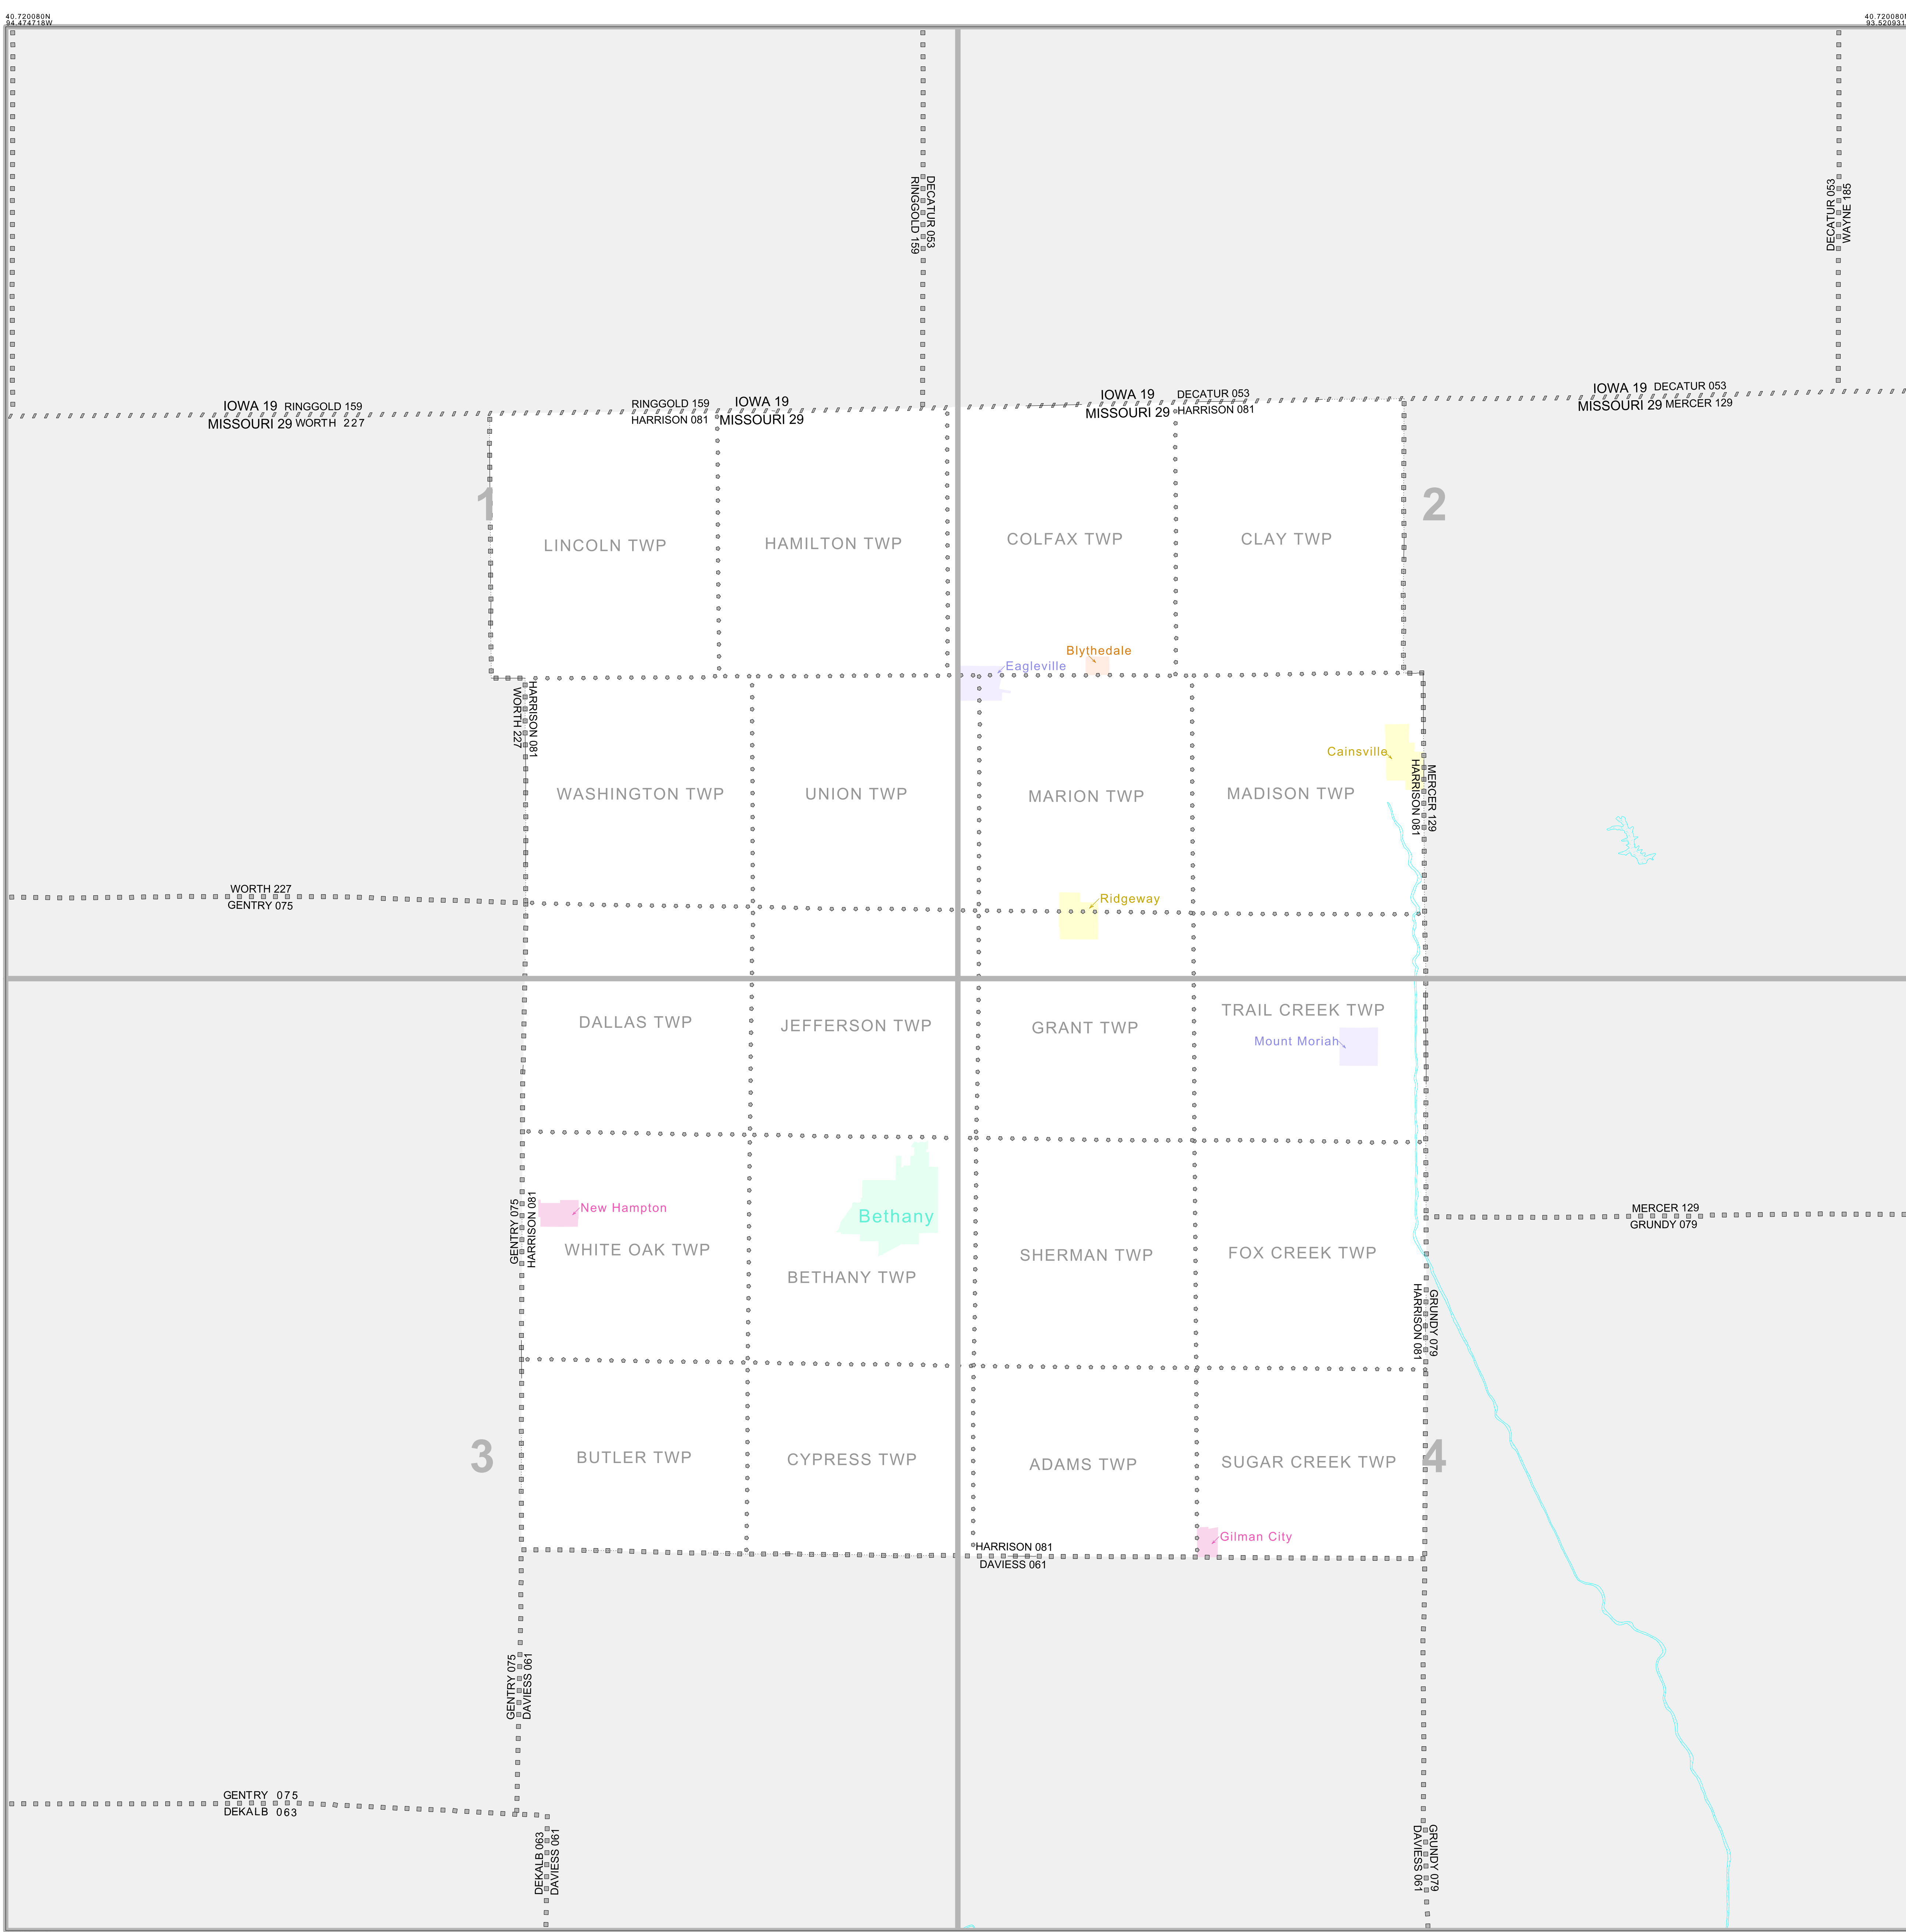 40.720080N
94.474718W
40.720080N
93.520931
RINGGOLD 159
DECATUR 053
DECATUR 053
WAYNE 185
IOWA 19 RINGGOLD 159
MISSOURI 29 WORTH 227
RINGGOLD 159 IOWA 19
HARRISON 081 MISSOURI 29
IOWA 19 DECATUR 053
MISSOURI 29 HARRISON 081
IOWA 19 DECATUR 053
MISSOURI 29 MERCER 129
1
2
LINCOLN TWP
HAMILTON TWP
COLFAX TWP
CLAY TWP
Blythedale
Eagleville
WORTH 227
HARRISON 081
Cainsville
HARRISON 081
MERCER 129
WASHINGTON TWP
UNION TWP
MARION TWP
MADISON TWP
WORTH 227
GENTRY 075
Ridgeway
DALLAS TWP
JEFFERSON TWP
GRANT TWP
TRAIL CREEK TWP
Mount Moriah
GENTRY 075
HARRISON 081
New Hampton
Bethany
MERCER 129
GRUNDY 079
WHITE OAK TWP
BETHANY TWP
SHERMAN TWP
FOX CREEK TWP
HARRISON 081
GRUNDY 079
3
4
BUTLER TWP
CYPRESS TWP
ADAMS TWP
SUGAR CREEK TWP
Gilman City
HARRISON 081
DAVIESS 061
GENTRY 075
DAVIESS 061
GENTRY 075
DEKALB 063
DEKALB 063
DAVIESS 061
DAVIESS 061
GRUNDY 079